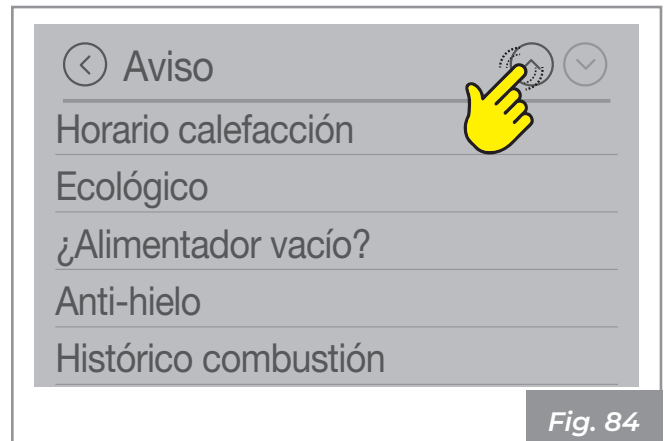 Aviso
Horario calefacción
Ecológico
¿Alimentador vacío?
Anti-hielo
Histórico combustión
Fig. 84